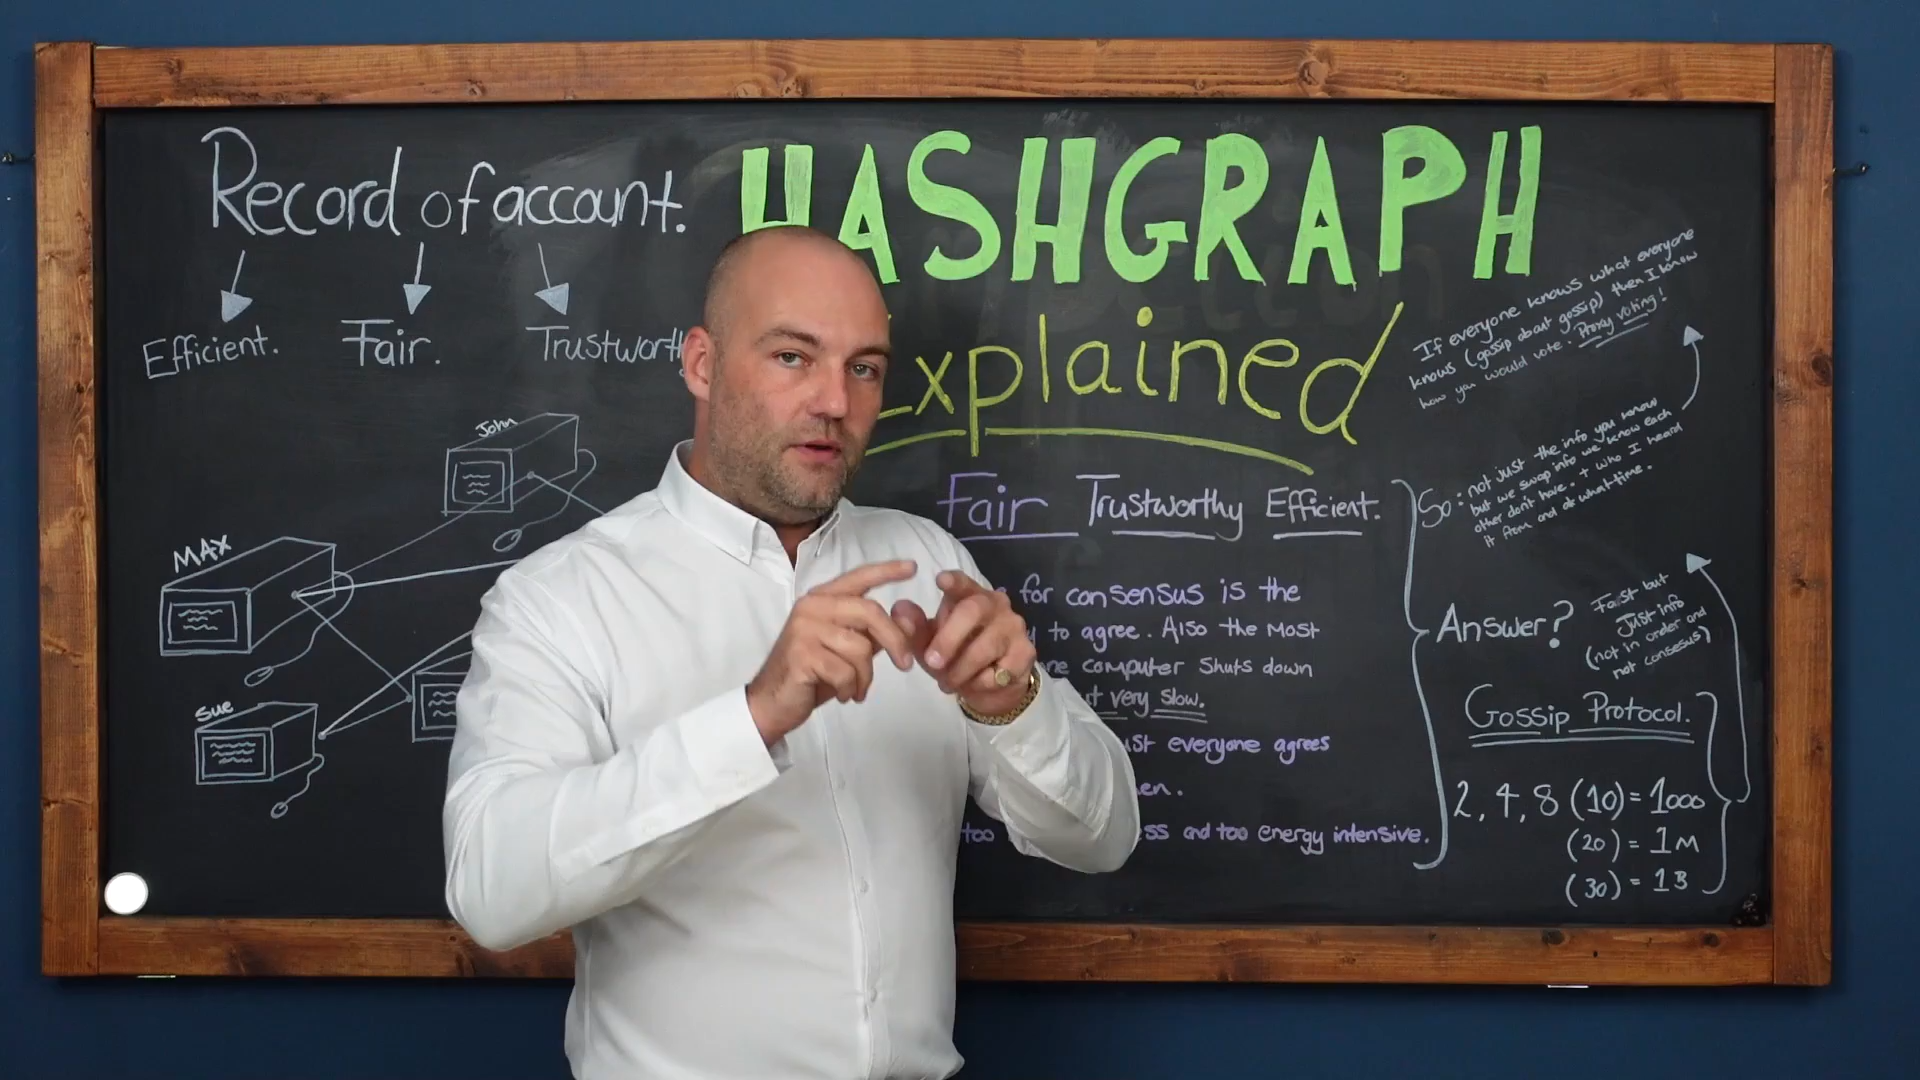 Record of account.
Efficient. Fair. Trustworth
HASHGRAPH
Explained
John
MAX
Sue
Fair Trustworthy Efficient.
for consensus is the
to agree. Also the most
computer shuts down
very slow.
everyone agrees
too
ss and too energy intensive.
If everyone knows what everyone
knows (gossip about gossip) then I know
how you would vote. Proxy voting!
So: not just the info you know
but we swap info we know each
other don't have. + who I heard
it from and at what time.
Answer?
Fast but
Just info
(not in order and
not consesus)
Gossip Protocol.
2, 4, 8 (10) = 1000
(20) = 1M
(30) = 1B